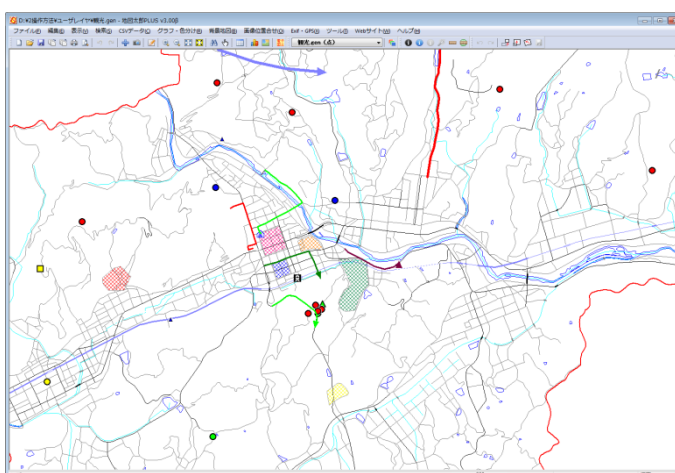 D:¥2操作方法¥ユーザレイヤ¥観光.gen - 地図太郎PLUS v3.00β
ファイル(F) 編集(E) 表示(V) 検索(S) CSVデータ(C) グラフ・色分け(B) 背景地図(G) 画像位置合せ(P) Exif・GPS(I) ツール(T) Webサイト(W) ヘルプ(H)
観光.gen (点)